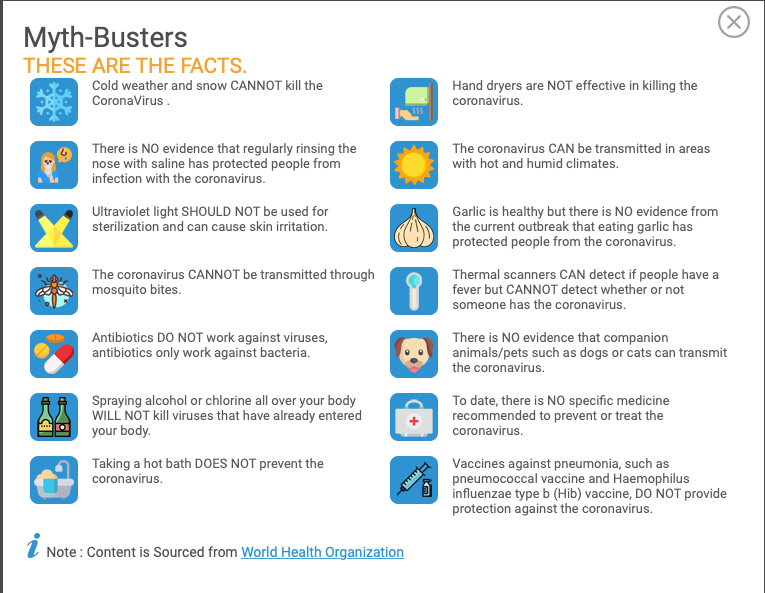 Myth-Busters
THESE ARE THE FACTS.
Cold weather and snow CANNOT kill the
CoronaVirus .
There is NO evidence that regularly rinsing the
nose with saline has protected people from
infection with the coronavirus.
Ultraviolet light SHOULD NOT be used for
sterilization and can cause skin irritation.
The coronavirus CANNOT be transmitted through
mosquito bites.
Antibiotics DO NOT work against viruses,
antibiotics only work against bacteria.
Spraying alcohol or chlorine all over your body
WILL NOT kill viruses that have already entered
your body.
Taking a hot bath DOES NOT prevent the
coronavirus.
Hand dryers are NOT effective in killing the
coronavirus.
The coronavirus CAN be transmitted in areas
with hot and humid climates.
Garlic is healthy but there is NO evidence from
the current outbreak that eating garlic has
protected people from the coronavirus.
Thermal scanners CAN detect if people have a
fever but CANNOT detect whether or not
someone has the coronavirus.
There is NO evidence that companion
animals/pets such as dogs or cats can transmit
the coronavirus.
To date, there is NO specific medicine
recommended to prevent or treat the
coronavirus.
Vaccines against pneumonia, such as
pneumococcal vaccine and Haemophilus
influenzae type b (Hib) vaccine, DO NOT provide
protection against the coronavirus.
i Note : Content is Sourced from World Health Organization